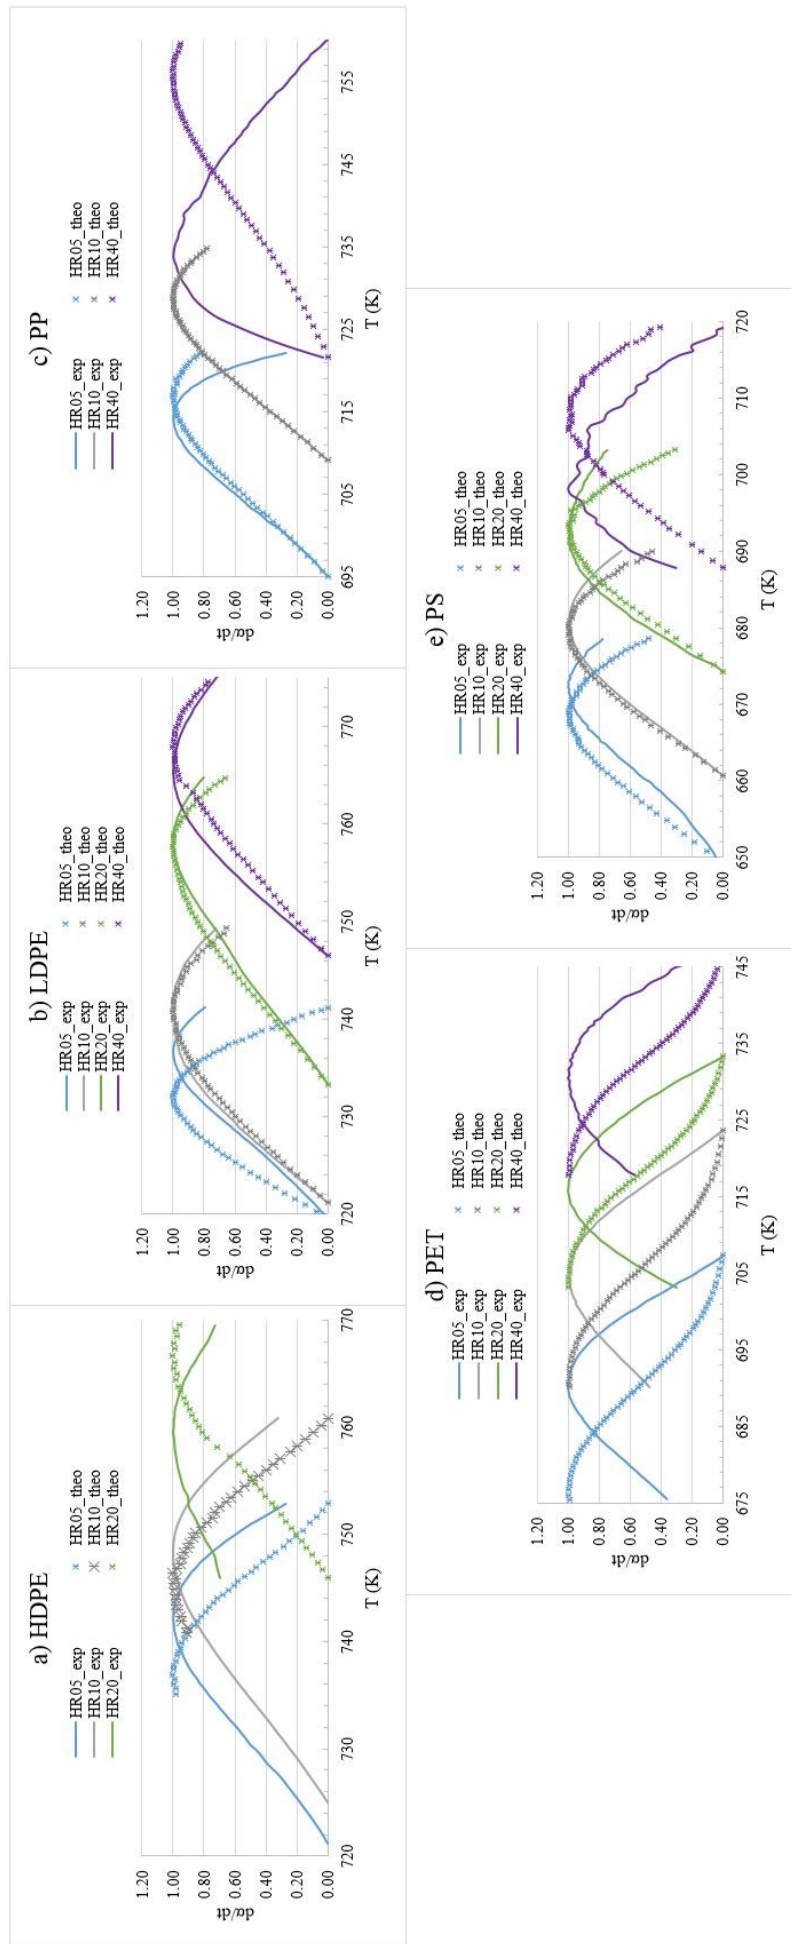 a) HDPE
HR05_exp
HR05_theo
HR10_exp
HR10_theo
HR20_exp
HR20_theo
1.20
1.00
0.80
0.60
0.40
0.20
0.00
dα/dt
720
730
740
750
760
770
T (K)
b) LDPE
HR05_exp
HR05_theo
HR10_exp
HR10_theo
HR20_exp
HR20_theo
HR40_exp
HR40_theo
1.20
1.00
0.80
0.60
0.40
0.20
0.00
dα/dt
720
730
740
750
760
770
T (K)
c) PP
HR05_exp
HR05_theo
HR10_exp
HR10_theo
HR40_exp
HR40_theo
1.20
1.00
0.80
0.60
0.40
0.20
0.00
dα/dt
695
705
715
725
735
745
755
T (K)
d) PET
HR05_exp
HR05_theo
HR10_exp
HR10_theo
HR20_exp
HR20_theo
HR40_exp
HR40_theo
1.20
1.00
0.80
0.60
0.40
0.20
0.00
dα/dt
675
685
695
705
715
725
735
745
T (K)
e) PS
HR05_exp
HR05_theo
HR10_exp
HR10_theo
HR20_exp
HR20_theo
HR40_exp
HR40_theo
1.20
1.00
0.80
0.60
0.40
0.20
0.00
dα/dt
650
660
670
680
690
700
710
720
T (K)